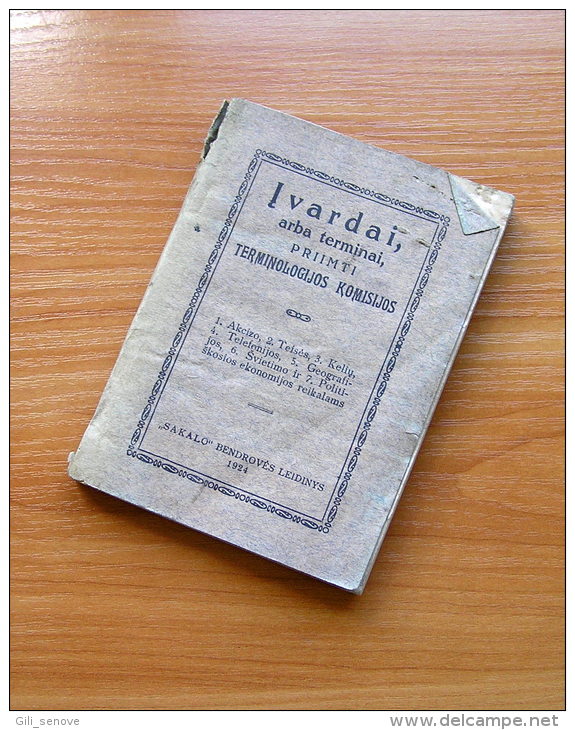 Įvardai,
arba terminai,
PRIIMTI
TERMINOLOGIJOS KOMISIJOS
1. Akcizo, 2. Teisės, 3. Kelių,
4. Telefonijos, 5. Geografi-
jos, 6. Švietimo ir 7. Politi-
škosios ekonomijos reikalams
„SAKALO“ BENDROVĖS LEIDINYS
1924
Gili_senove
www.delcampe.net